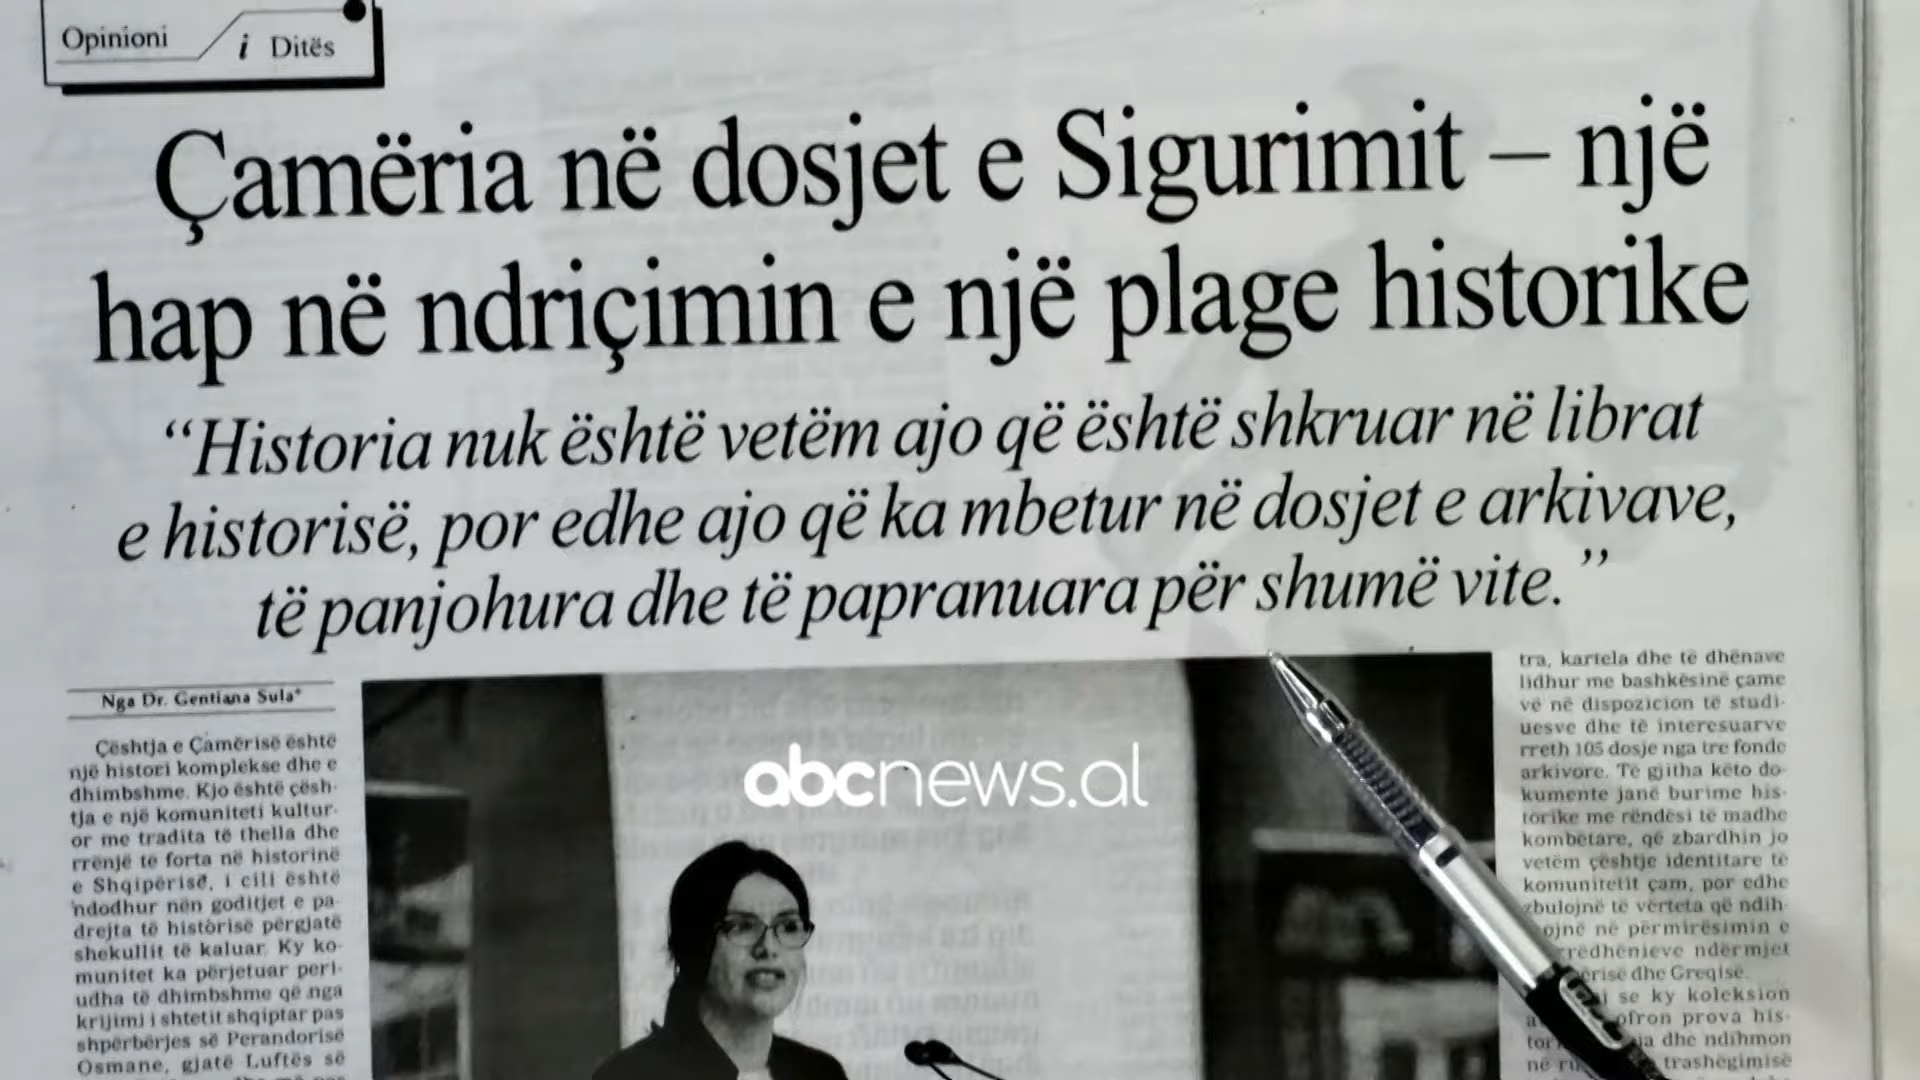 Opinioni i Ditës
Çamëria në dosjet e Sigurimit – një
hap në ndriçimin e një plage historike
“Historia nuk është vetëm ajo që është shkruar në librat
e historisë, por edhe ajo që ka mbetur në dosjet e arkivave,
të panjohura dhe të papranuara për shumë vite.”
Nga Dr. Gentiana Sula*
Çështja e Çamërisë është
një histori komplekse dhe e
dhimbshme. Kjo është çësh-
tja e një komuniteti kultur-
or me tradita të thella dhe
rrënjë të forta në historinë
e Shqipërisë, i cili është
ndodhur nën goditjet e pa-
drejta të historisë përgjatë
shekullit të kaluar. Ky ko-
munitet ka përjetuar peri-
udha të dhimbshme që nga
krijimi i shtetit shqiptar pas
shpërbërjes së Perandorisë
Osmane, gjatë Luftës së
abcnews.al
tra, kartela dhe të dhënave
lidhur me bashkësinë çame
vë në dispozicion të studi-
uesve dhe të interesuarve
rreth 105 dosje nga tre fonde
arkivore. Të gjitha këto do-
kumente janë burime his-
torike me rëndësi të madhe
kombëtare, që zbardhin jo
vetëm çështje identitare të
komunitetit çam, por edhe
zbulojnë të vërteta që ndih-
ojnë në përmirësimin e
rrëdhënieve ndërmjet
ërisë dhe Greqisë.
se ky koleksion
ofron prova his-
tor dhe ndihmon
në trashëgimisë